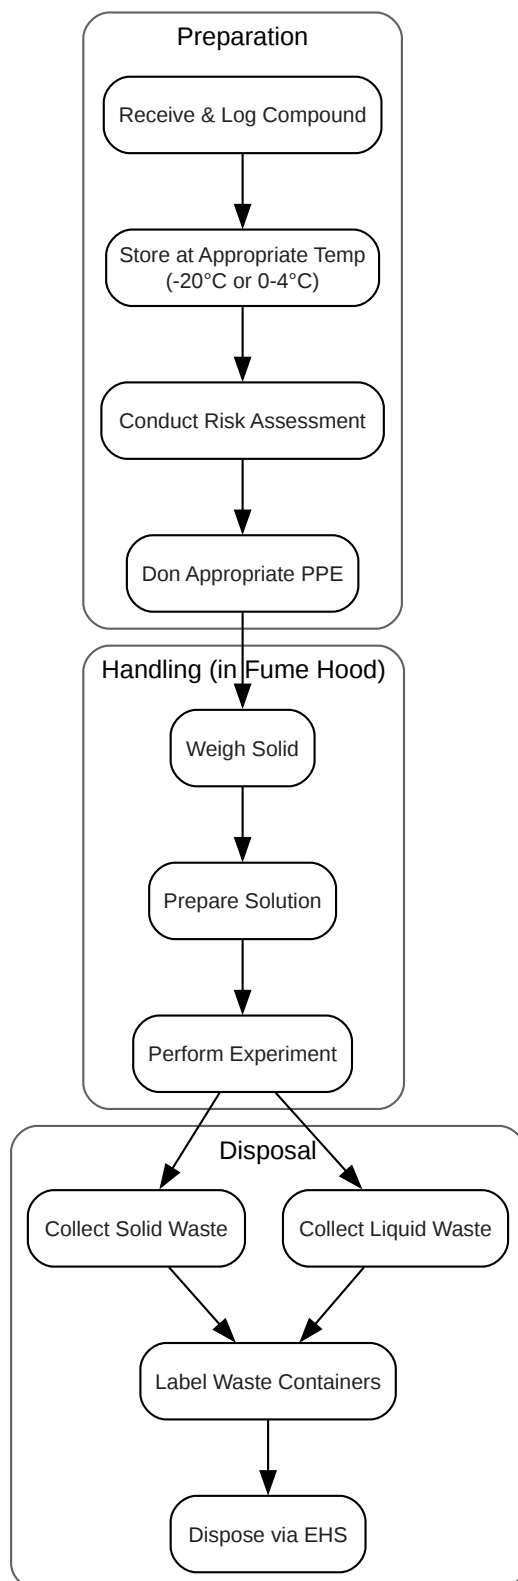 Preparation
Receive & Log Compound
Store at Appropriate Temp
(-20°C or 0-4°C)
Conduct Risk Assessment
Don Appropriate PPE
Handling (in Fume Hood)
Weigh Solid
Prepare Solution
Perform Experiment
Disposal
Collect Solid Waste
Collect Liquid Waste
Label Waste Containers
Dispose via EHS